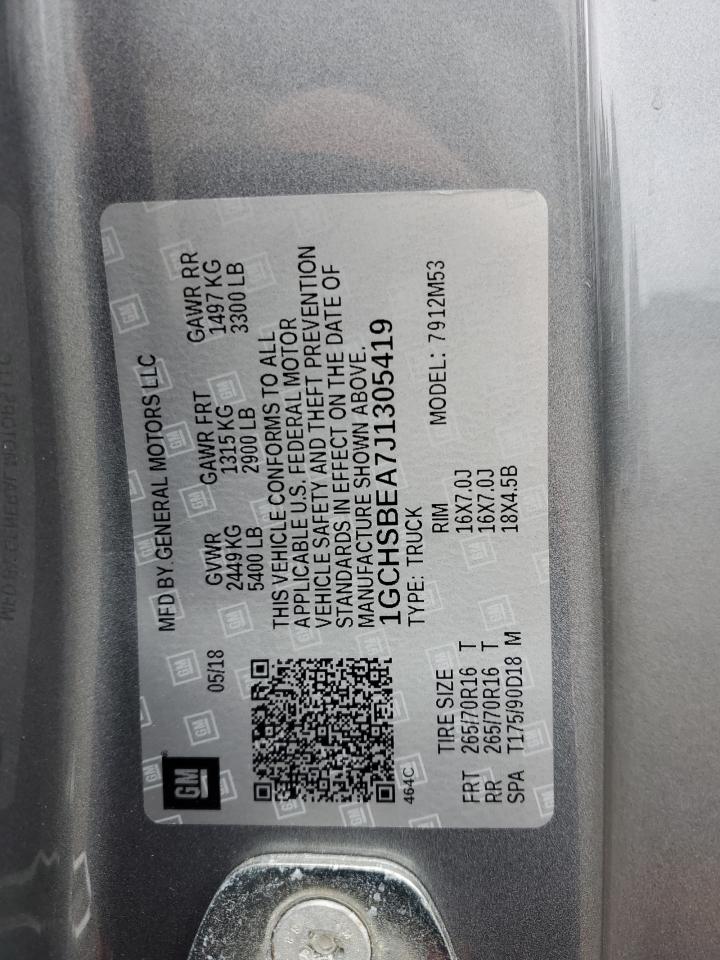 GM
MFD BY GENERAL MOTORS LLC
05/18
GVWR GAWR FRT GAWR RR
2449 KG 1315 KG 1497 KG
5400 LB 2900 LB 3300 LB
THIS VEHICLE CONFORMS TO ALL
APPLICABLE U.S. FEDERAL MOTOR
VEHICLE SAFETY AND THEFT PREVENTION
STANDARDS IN EFFECT ON THE DATE OF
MANUFACTURE SHOWN ABOVE.
1GCHSBEA7J1305419
464C
TYPE: TRUCK MODEL: 7912M53
TIRE SIZE RIM
FRT 265/70R16 T 16X7.0J
RR 265/70R16 T 16X7.0J
SPA T175/90D18 M 18X4.5B